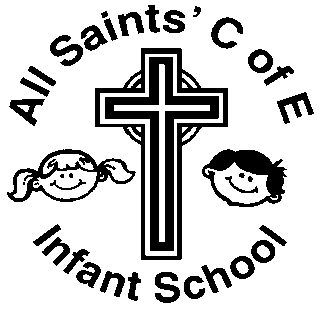 All Saints’ C of E
Infant School